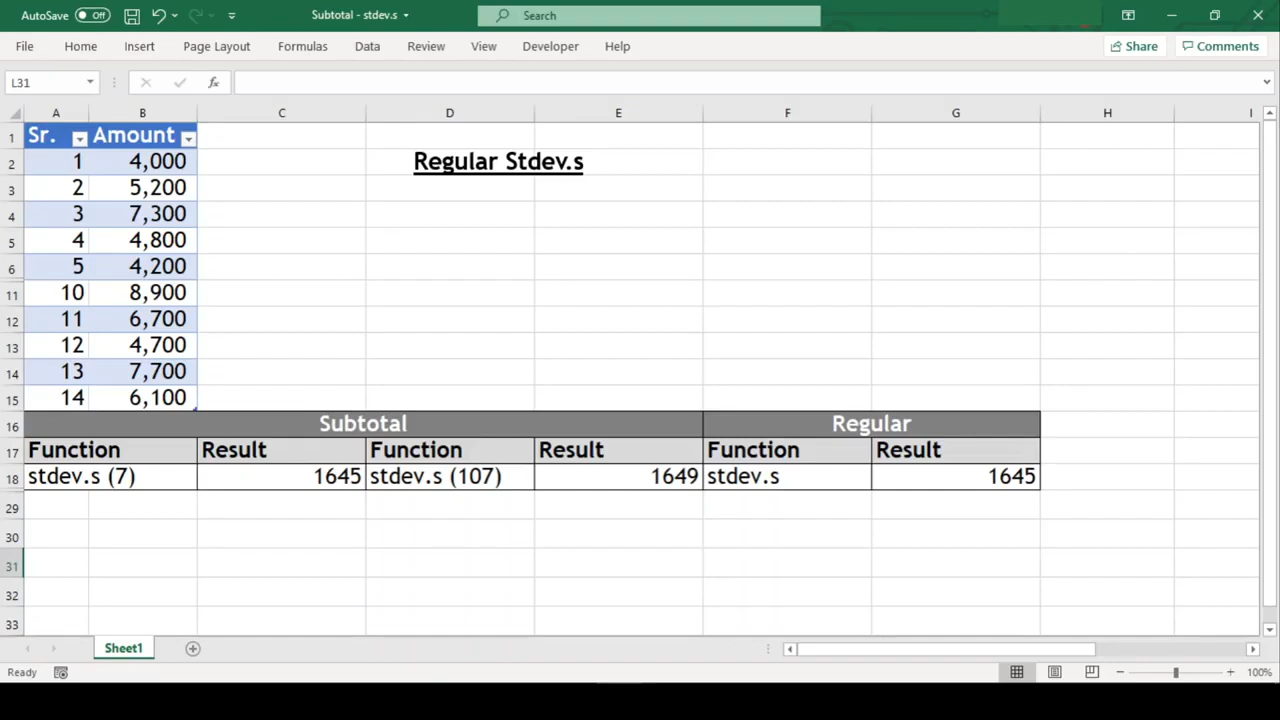 AutoSave Off Subtotal - stdev.s Search
File Home Insert Page Layout Formulas Data Review View Developer Help Share Comments
L31 fx
A B C D E F G H I
1 Sr. Amount
2 1 4,000 Regular Stdev.s
3 2 5,200
4 3 7,300
5 4 4,800
6 5 4,200
11 10 8,900
12 11 6,700
13 12 4,700
14 13 7,700
15 14 6,100
16 Subtotal Regular
17 Function Result Function Result Function Result
18 stdev.s (7) 1645 stdev.s (107) 1649 stdev.s 1645
29
30
31
32
33
Sheet1
Ready 100%